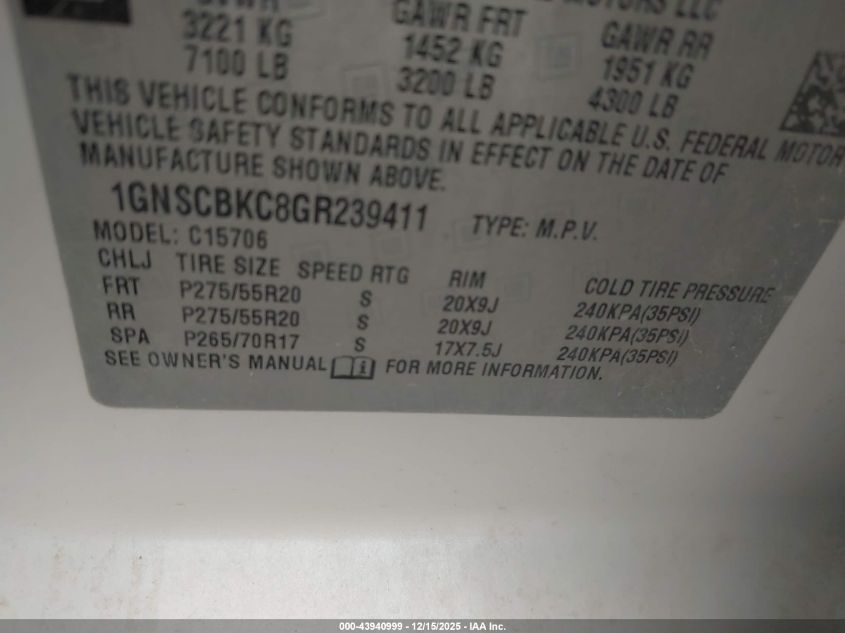 MOTORS LLC
GVWR GAWR FRT GAWR RR
3221 KG 1452 KG 1951 KG
7100 LB 3200 LB 4300 LB
THIS VEHICLE CONFORMS TO ALL APPLICABLE U.S. FEDERAL MOTOR
VEHICLE SAFETY STANDARDS IN EFFECT ON THE DATE OF
MANUFACTURE SHOWN ABOVE.
1GNSCBKC8GR239411 TYPE: M.P.V.
MODEL: C15706
CHLJ TIRE SIZE SPEED RTG RIM COLD TIRE PRESSURE
FRT P275/55R20 S 20X9J 240KPA(35PSI)
RR P275/55R20 S 20X9J 240KPA(35PSI)
SPA P265/70R17 S 17X7.5J 240KPA(35PSI)
SEE OWNER'S MANUAL i FOR MORE INFORMATION.
000-43940999 - 12/15/2025 - IAA Inc.